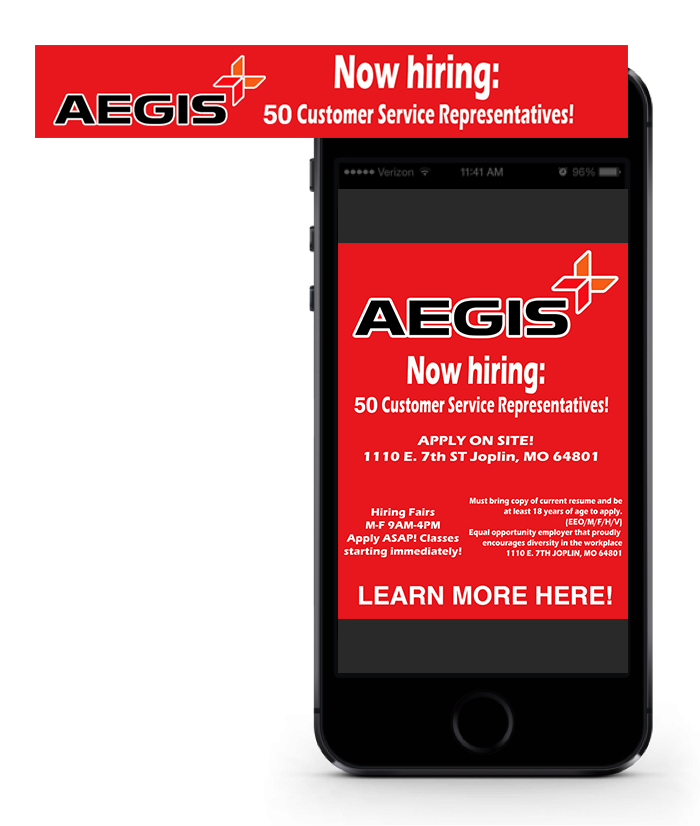 AEGIS
Now hiring:
50 Customer Service Representatives!
Verizon 11:41 AM 96%
AEGIS
Now hiring:
50 Customer Service Representatives!
APPLY ON SITE!
1110 E. 7th ST Joplin, MO 64801
Hiring Fairs
M-F 9AM-4PM
Apply ASAP! Classes
starting immediately!
Must bring copy of current resume and be
at least 18 years of age to apply.
(EEO/M/F/H/V)
Equal opportunity employer that proudly
encourages diversity in the workplace
1110 E. 7TH JOPLIN, MO 64801
LEARN MORE HERE!